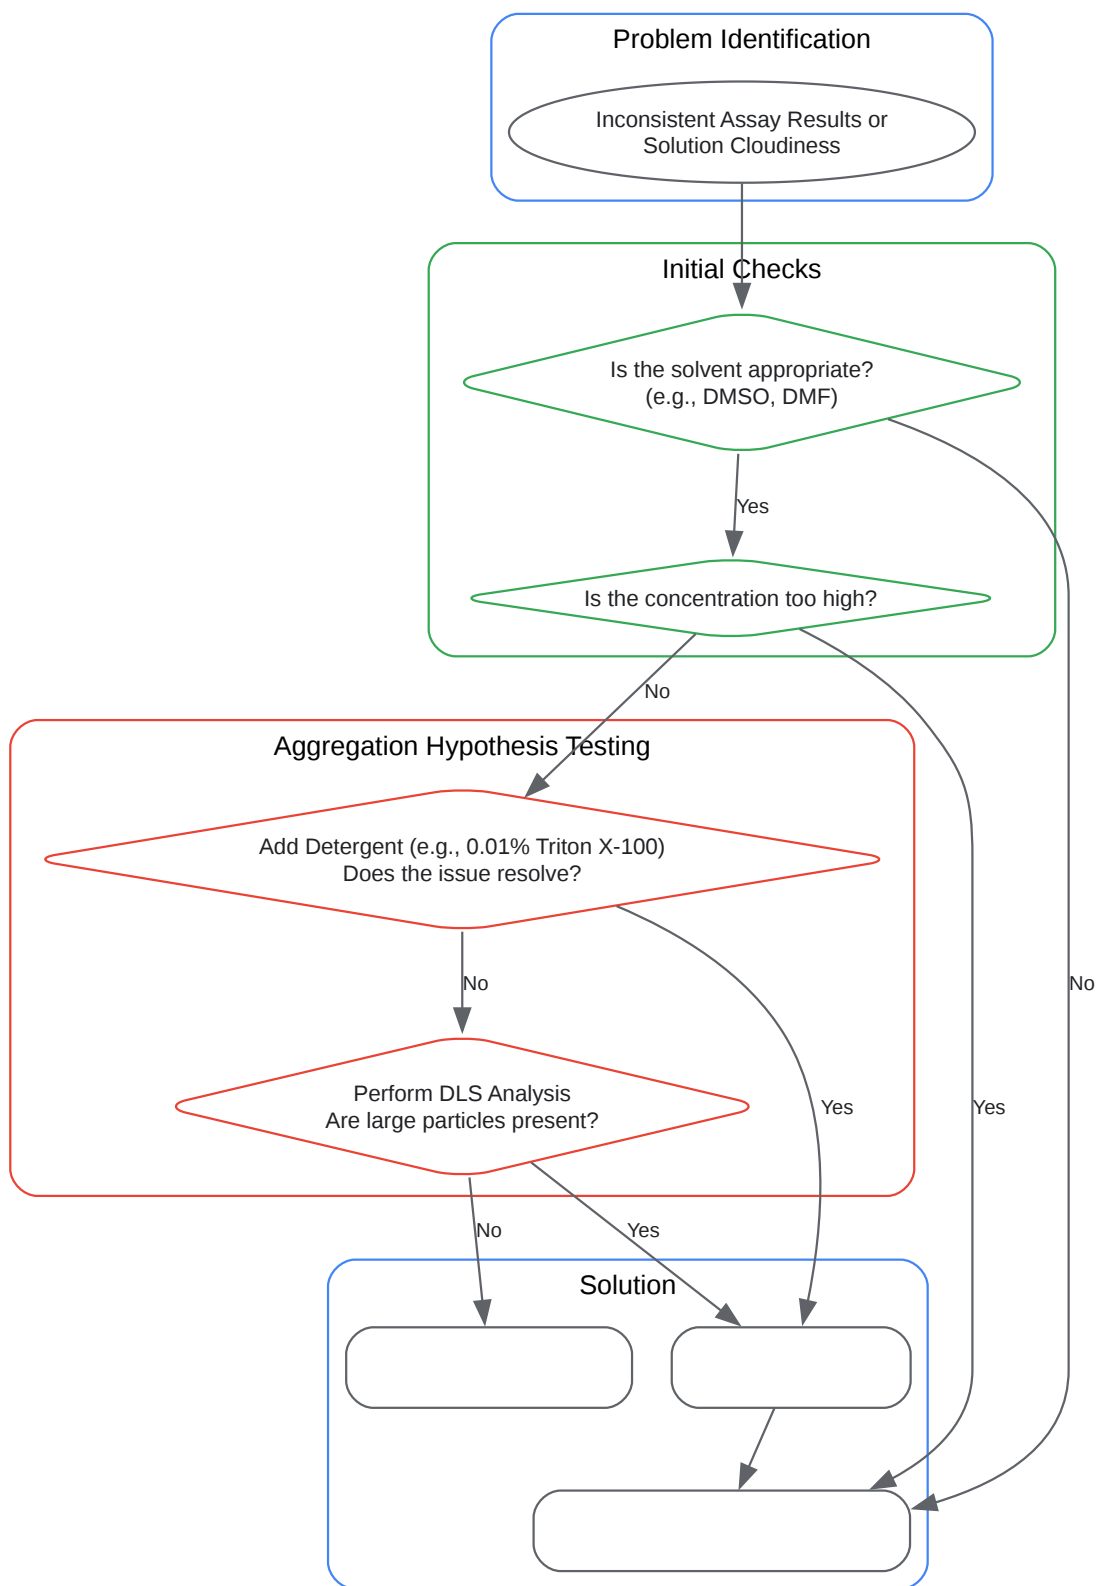 Problem Identification
Inconsistent Assay Results or
Solution Cloudiness
Initial Checks
Is the solvent appropriate?
(e.g., DMSO, DMF)
Yes
Is the concentration too high?
No
Aggregation Hypothesis Testing
Add Detergent (e.g., 0.01% Triton X-100)
Does the issue resolve?
No
No
Perform DLS Analysis
Are large particles present?
Yes
Yes
No
Yes
Solution